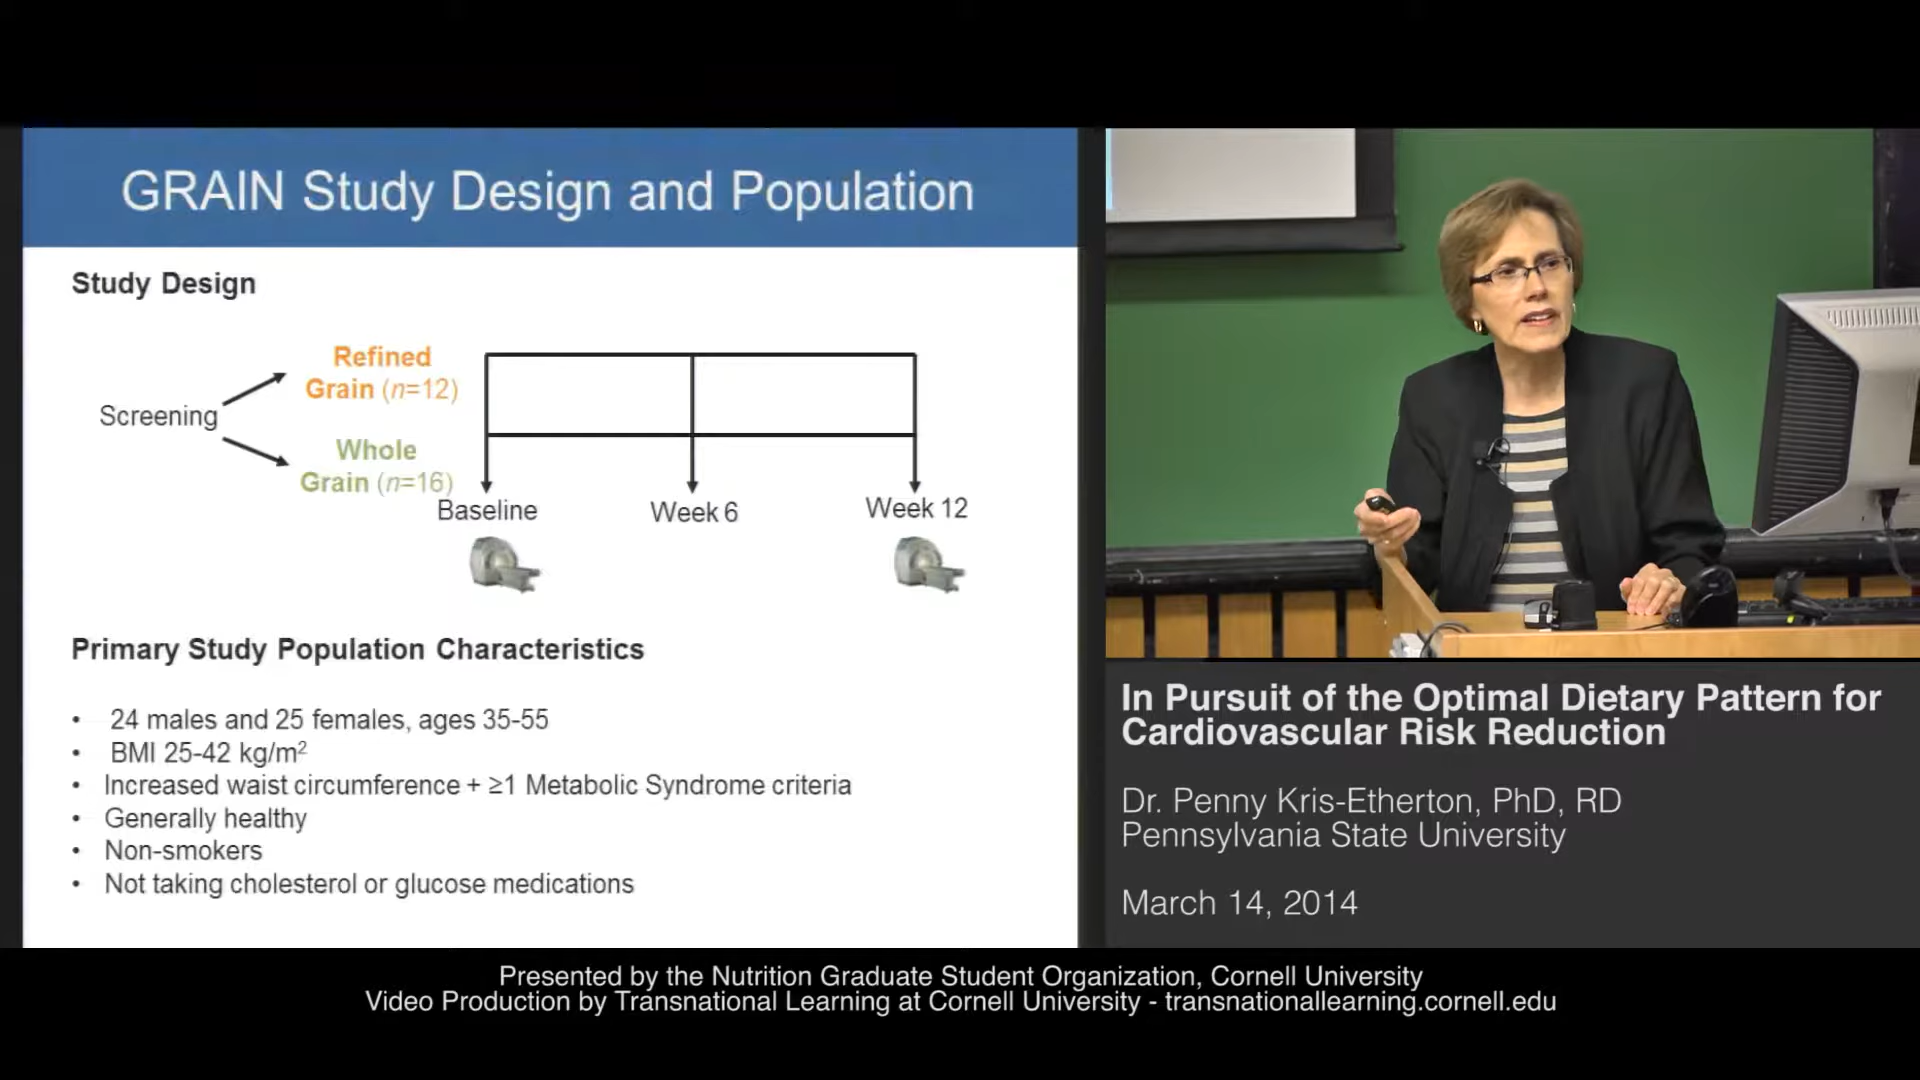 GRAIN Study Design and Population
Study Design
Screening
Refined
Grain (n=12)
Whole
Grain (n=16)
Baseline
Week 6
Week 12
Primary Study Population Characteristics
• 24 males and 25 females, ages 35-55
• BMI 25-42 kg/m²
• Increased waist circumference + ≥1 Metabolic Syndrome criteria
• Generally healthy
• Non-smokers
• Not taking cholesterol or glucose medications
In Pursuit of the Optimal Dietary Pattern for
Cardiovascular Risk Reduction
Dr. Penny Kris-Etherton, PhD, RD
Pennsylvania State University
March 14, 2014
Presented by the Nutrition Graduate Student Organization, Cornell University
Video Production by Transnational Learning at Cornell University - transnationallearning.cornell.edu